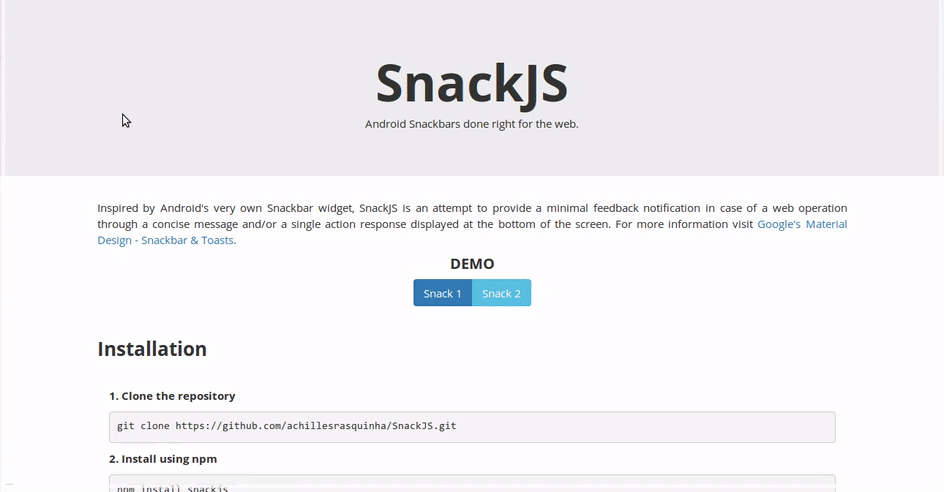 SnackJS
Android Snackbars done right for the web.
Inspired by Android's very own Snackbar widget, SnackJS is an attempt to provide a minimal feedback notification in case of a web operation
through a concise message and/or a single action response displayed at the bottom of the screen. For more information visit Google's Material
Design - Snackbar & Toasts.
DEMO
Snack 1 Snack 2
Installation
1. Clone the repository
git clone https://github.com/achillesrasquinha/SnackJS.git
2. Install using npm
npm install snackjs